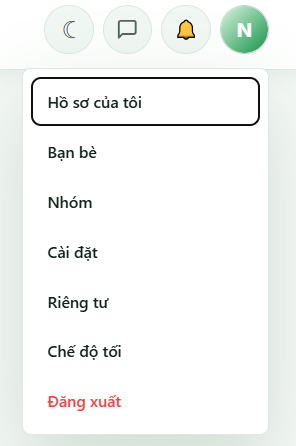 N
Hồ sơ của tôi
Bạn bè
Nhóm
Cài đặt
Riêng tư
Chế độ tối
Đăng xuất